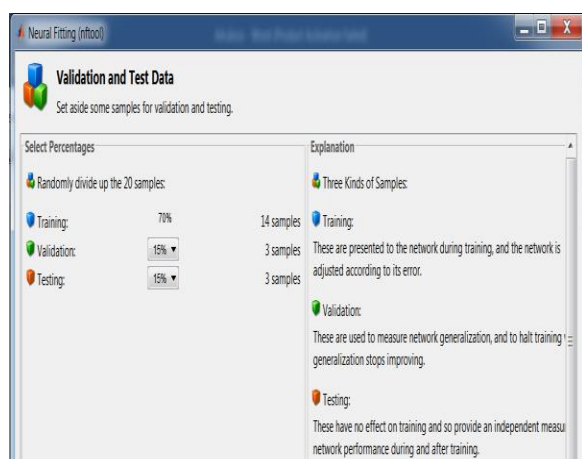 Neural Fitting (nftool)
Validation and Test Data
Set aside some samples for validation and testing.
Select Percentages
Randomly divide up the 20 samples:
Training: 70% 14 samples
Validation: 15% 3 samples
Testing: 15% 3 samples
Explanation
Three Kinds of Samples:
Training:
These are presented to the network during training, and the network is
adjusted according to its error.
Validation:
These are used to measure network generalization, and to halt training
generalization stops improving.
Testing:
These have no effect on training and so provide an independent measu
network performance during and after training.